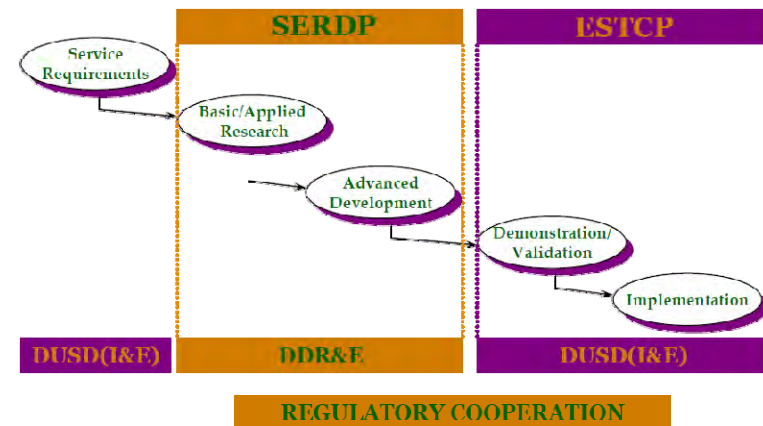 SERDP
ESTCP
Service
Requirements
Basic/Applied
Research
Advanced
Development
Demonstration/
Validation
Implementation
DUSD(I&E)
DDR&E
DUSD(I&E)
REGULATORY COOPERATION